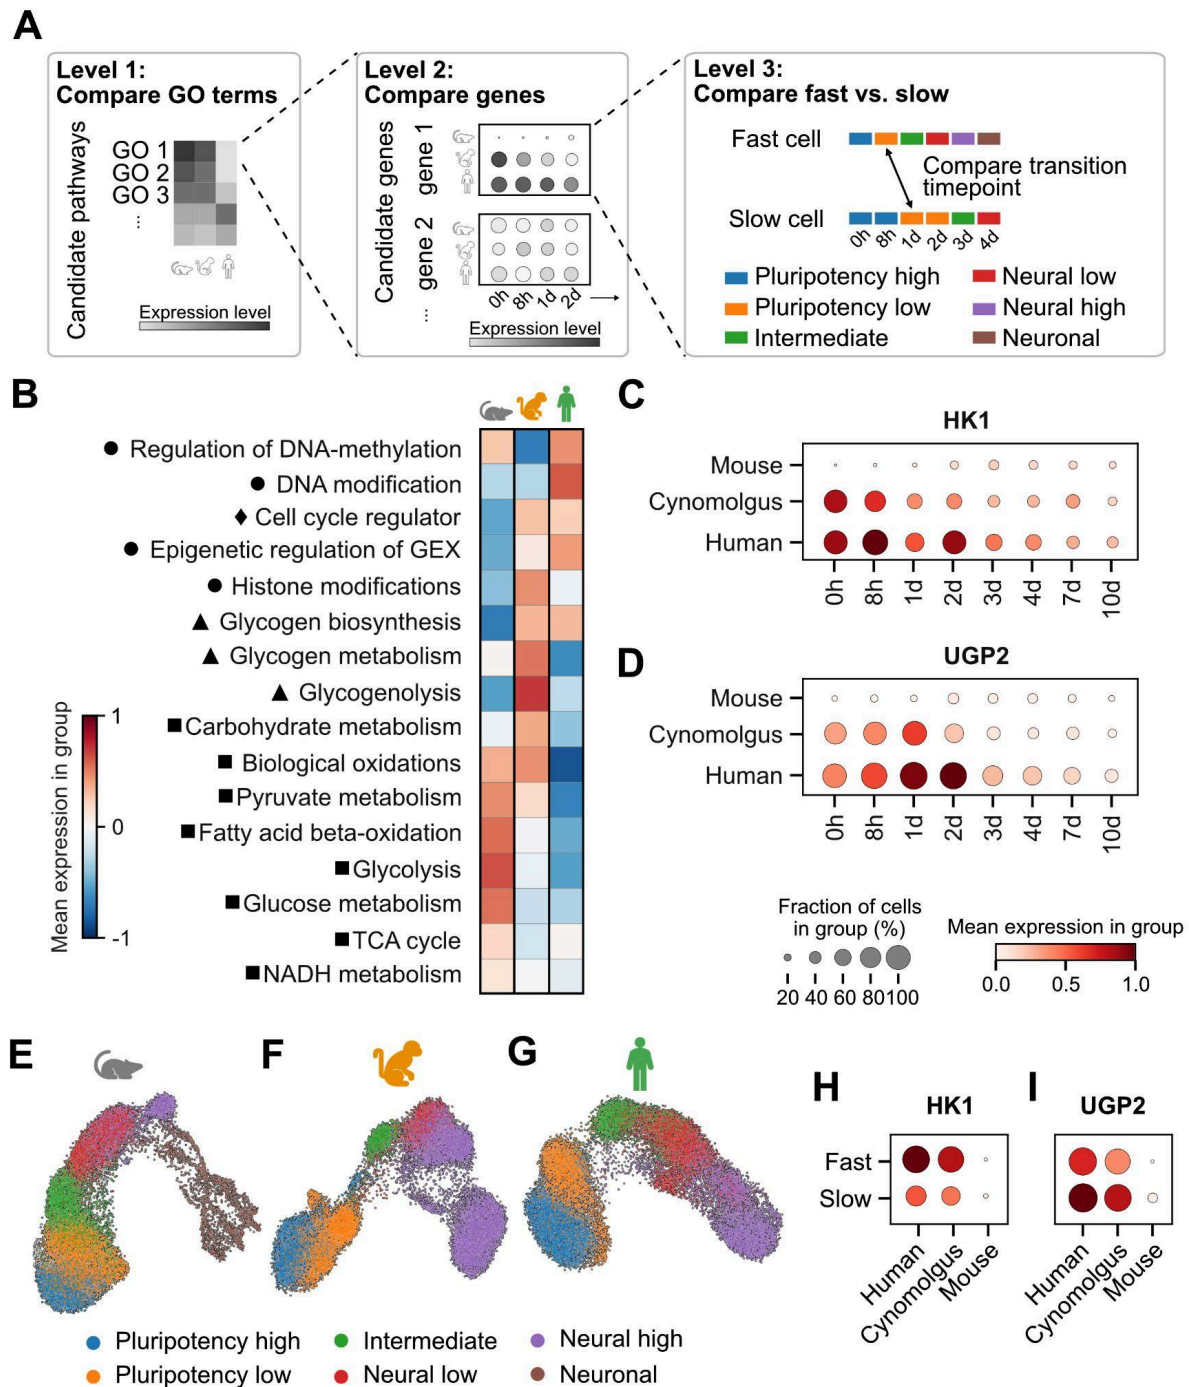 A
Level 1:
Compare GO terms
Candidate pathways
GO 1
GO 2
GO 3
...
Expression level
Level 2:
Compare genes
Candidate genes
gene 1
gene 2
...
0h 8h 1d 2d
Expression level
Level 3:
Compare fast vs. slow
Fast cell
Compare transition
timepoint
Slow cell
0h 8h 1d 2d 3d 4d
Pluripotency high
Neural low
Pluripotency low
Neural high
Intermediate
Neuronal
B
Regulation of DNA-methylation
DNA modification
Cell cycle regulator
Epigenetic regulation of GEX
Histone modifications
Glycogen biosynthesis
Glycogen metabolism
Glycogenolysis
Carbohydrate metabolism
Biological oxidations
Pyruvate metabolism
Fatty acid beta-oxidation
Glycolysis
Glucose metabolism
TCA cycle
NADH metabolism
Mean expression in group
1
0
-1
C
HK1
Mouse
Cynomolgus
Human
0h 8h 1d 2d 3d 4d 7d 10d
D
UGP2
Mouse
Cynomolgus
Human
0h 8h 1d 2d 3d 4d 7d 10d
Fraction of cells
in group (%)
20 40 60 80 100
Mean expression in group
0.0 0.5 1.0
E
F
G
Pluripotency high
Intermediate
Neural high
Pluripotency low
Neural low
Neuronal
H
HK1
Fast
Slow
Human
Cynomolgus
Mouse
I
UGP2
Human
Cynomolgus
Mouse